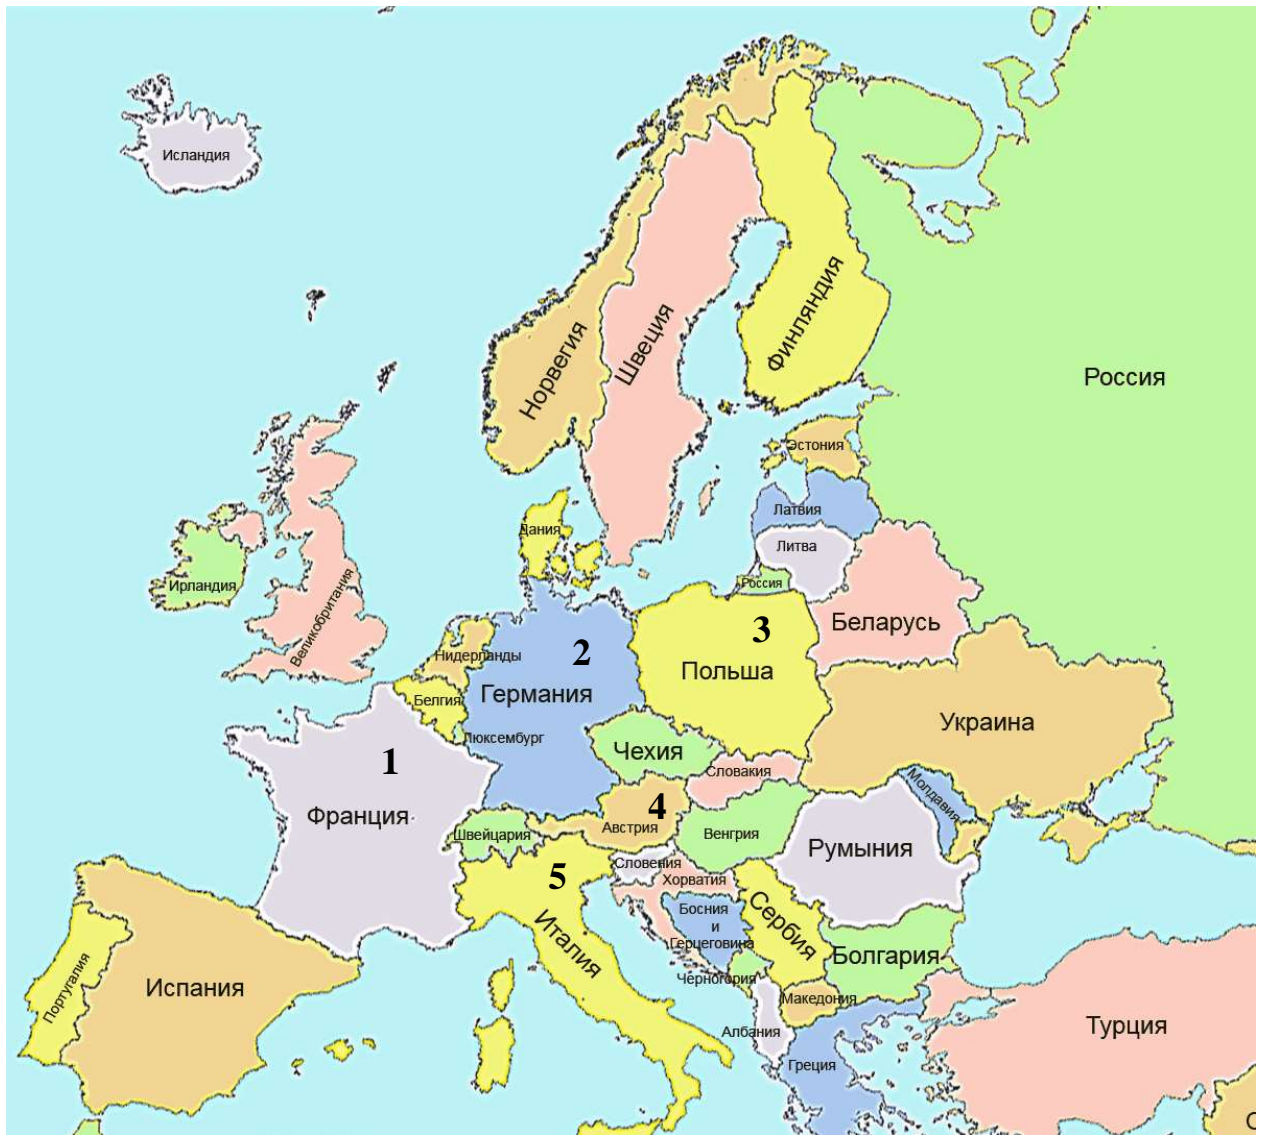 Исландия
Норвегия
Швеция
Финляндия
Россия
Эстония
Латвия
Литва
Россия
Дания
Ирландия
Великобритания
Беларусь
Нидерланды
2
Германия
3
Польша
Бельгия
Люксембург
Украина
1
Франция
Чехия
Словакия
Молдавия
4
Австрия
Швейцария
Венгрия
Румыния
5
Италия
Словения
Хорватия
Босния
и
Герцеговина
Сербия
Болгария
Черногория
Македония
Албания
Греция
Турция
Португалия
Испания
С